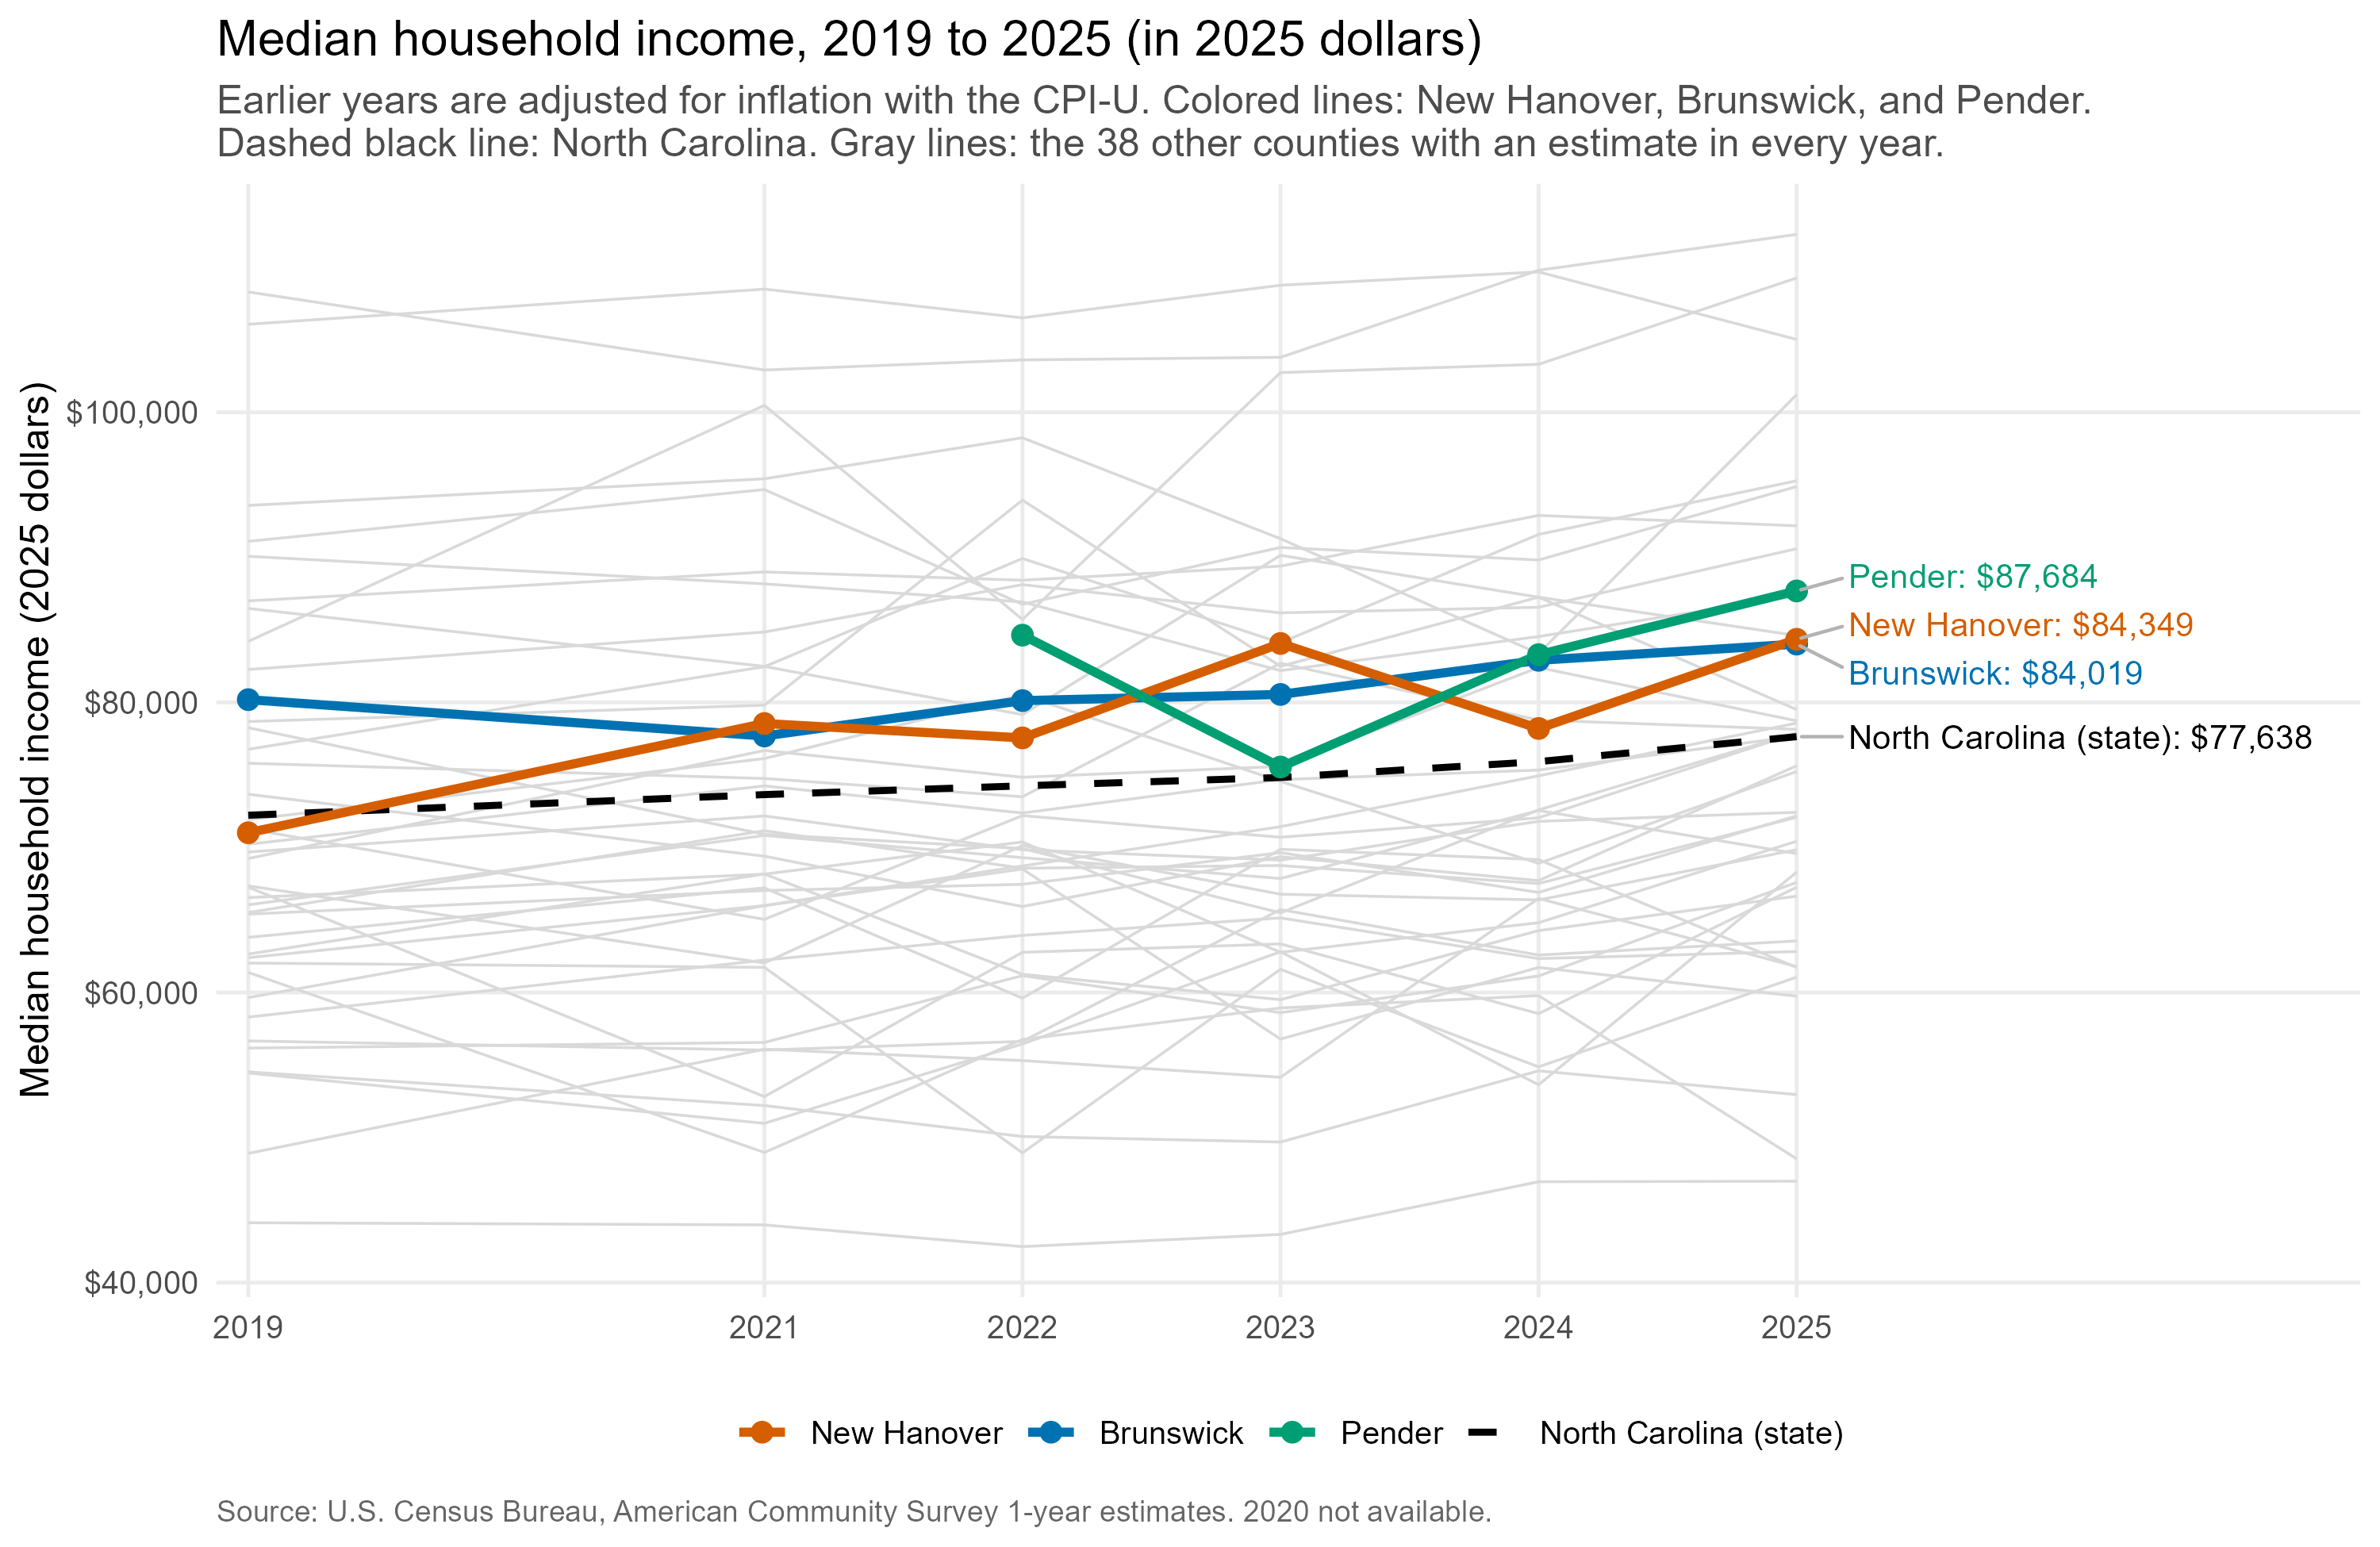 Median household income, 2019 to 2025 (in 2025 dollars)
Earlier years are adjusted for inflation with the CPI-U. Colored lines: New Hanover, Brunswick, and Pender.
Dashed black line: North Carolina. Gray lines: the 38 other counties with an estimate in every year.
Median household income (2025 dollars)
$100,000
$80,000
$60,000
$40,000
Pender: $87,684
New Hanover: $84,349
Brunswick: $84,019
North Carolina (state): $77,638
2019 2021 2022 2023 2024 2025
New Hanover Brunswick Pender North Carolina (state)
Source: U.S. Census Bureau, American Community Survey 1-year estimates. 2020 not available.